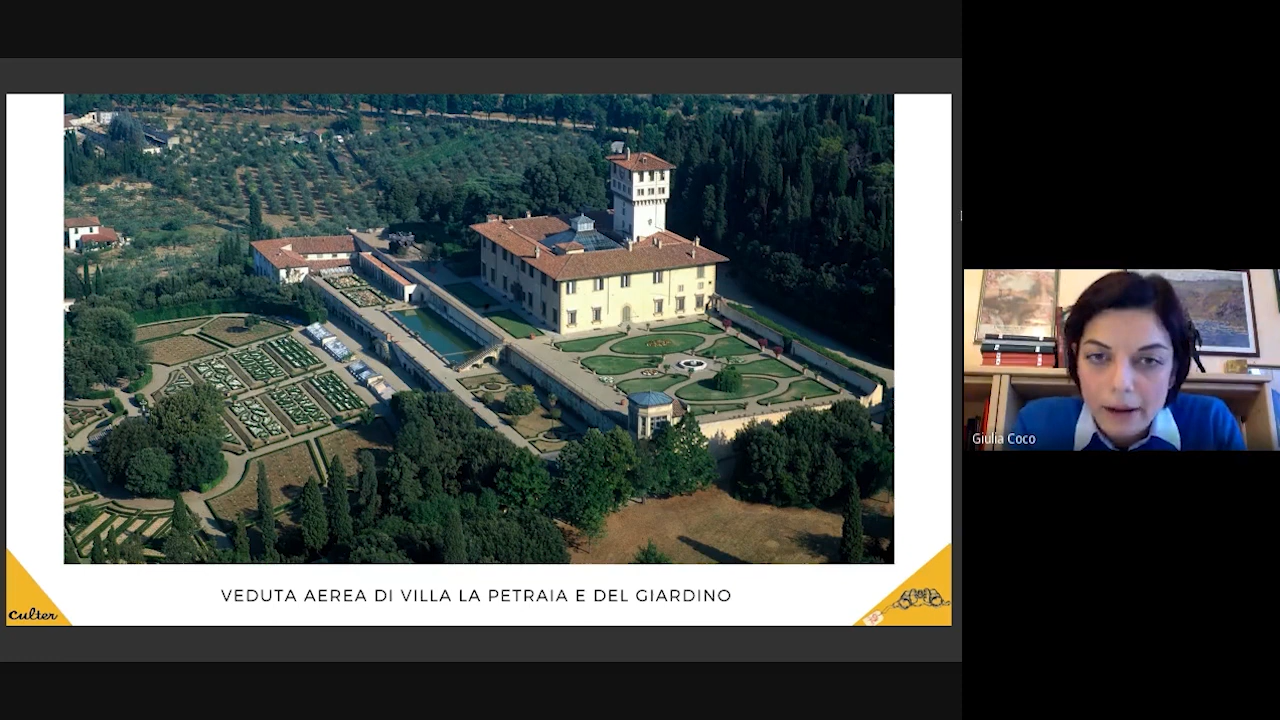 VEDUTA AEREA DI VILLA LA PETRAIA E DEL GIARDINO
culter
Giulia Coco